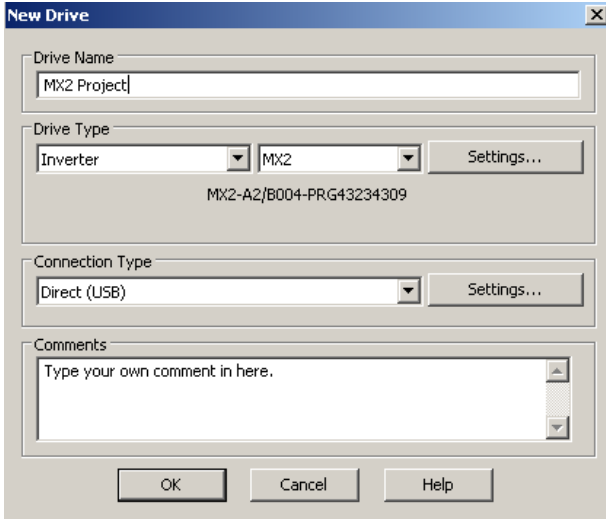 New Drive
Drive Name
MX2 Project
Drive Type
Inverter MX2 Settings...
MX2-A2/B004-PRG43234309
Connection Type
Direct (USB) Settings...
Comments
Type your own comment in here.
OK Cancel Help